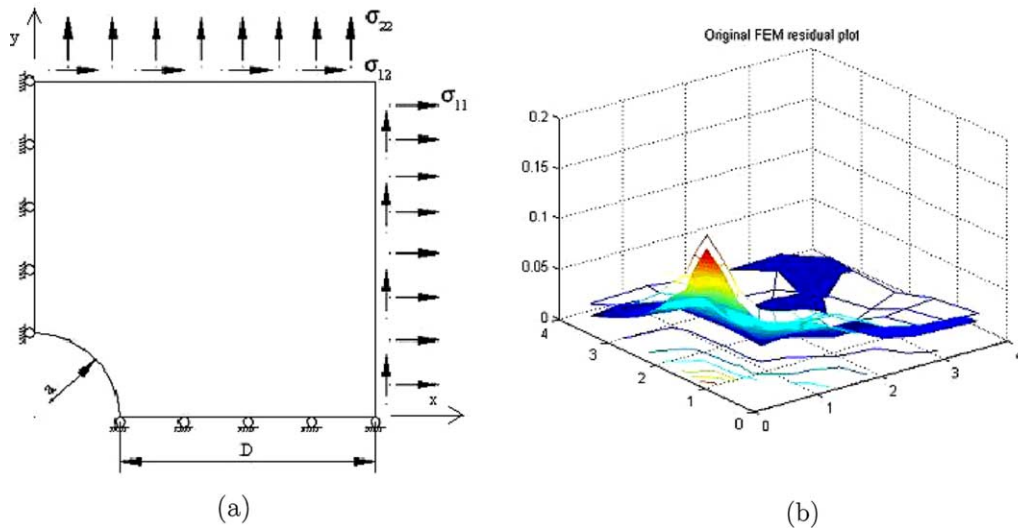 y
σ22
σ12
σ11
a
x
D
(a)
Original FEM residual plot
0.2
0.15
0.1
0.05
0
4
3
2
1
0
0
1
2
3
4
(b)